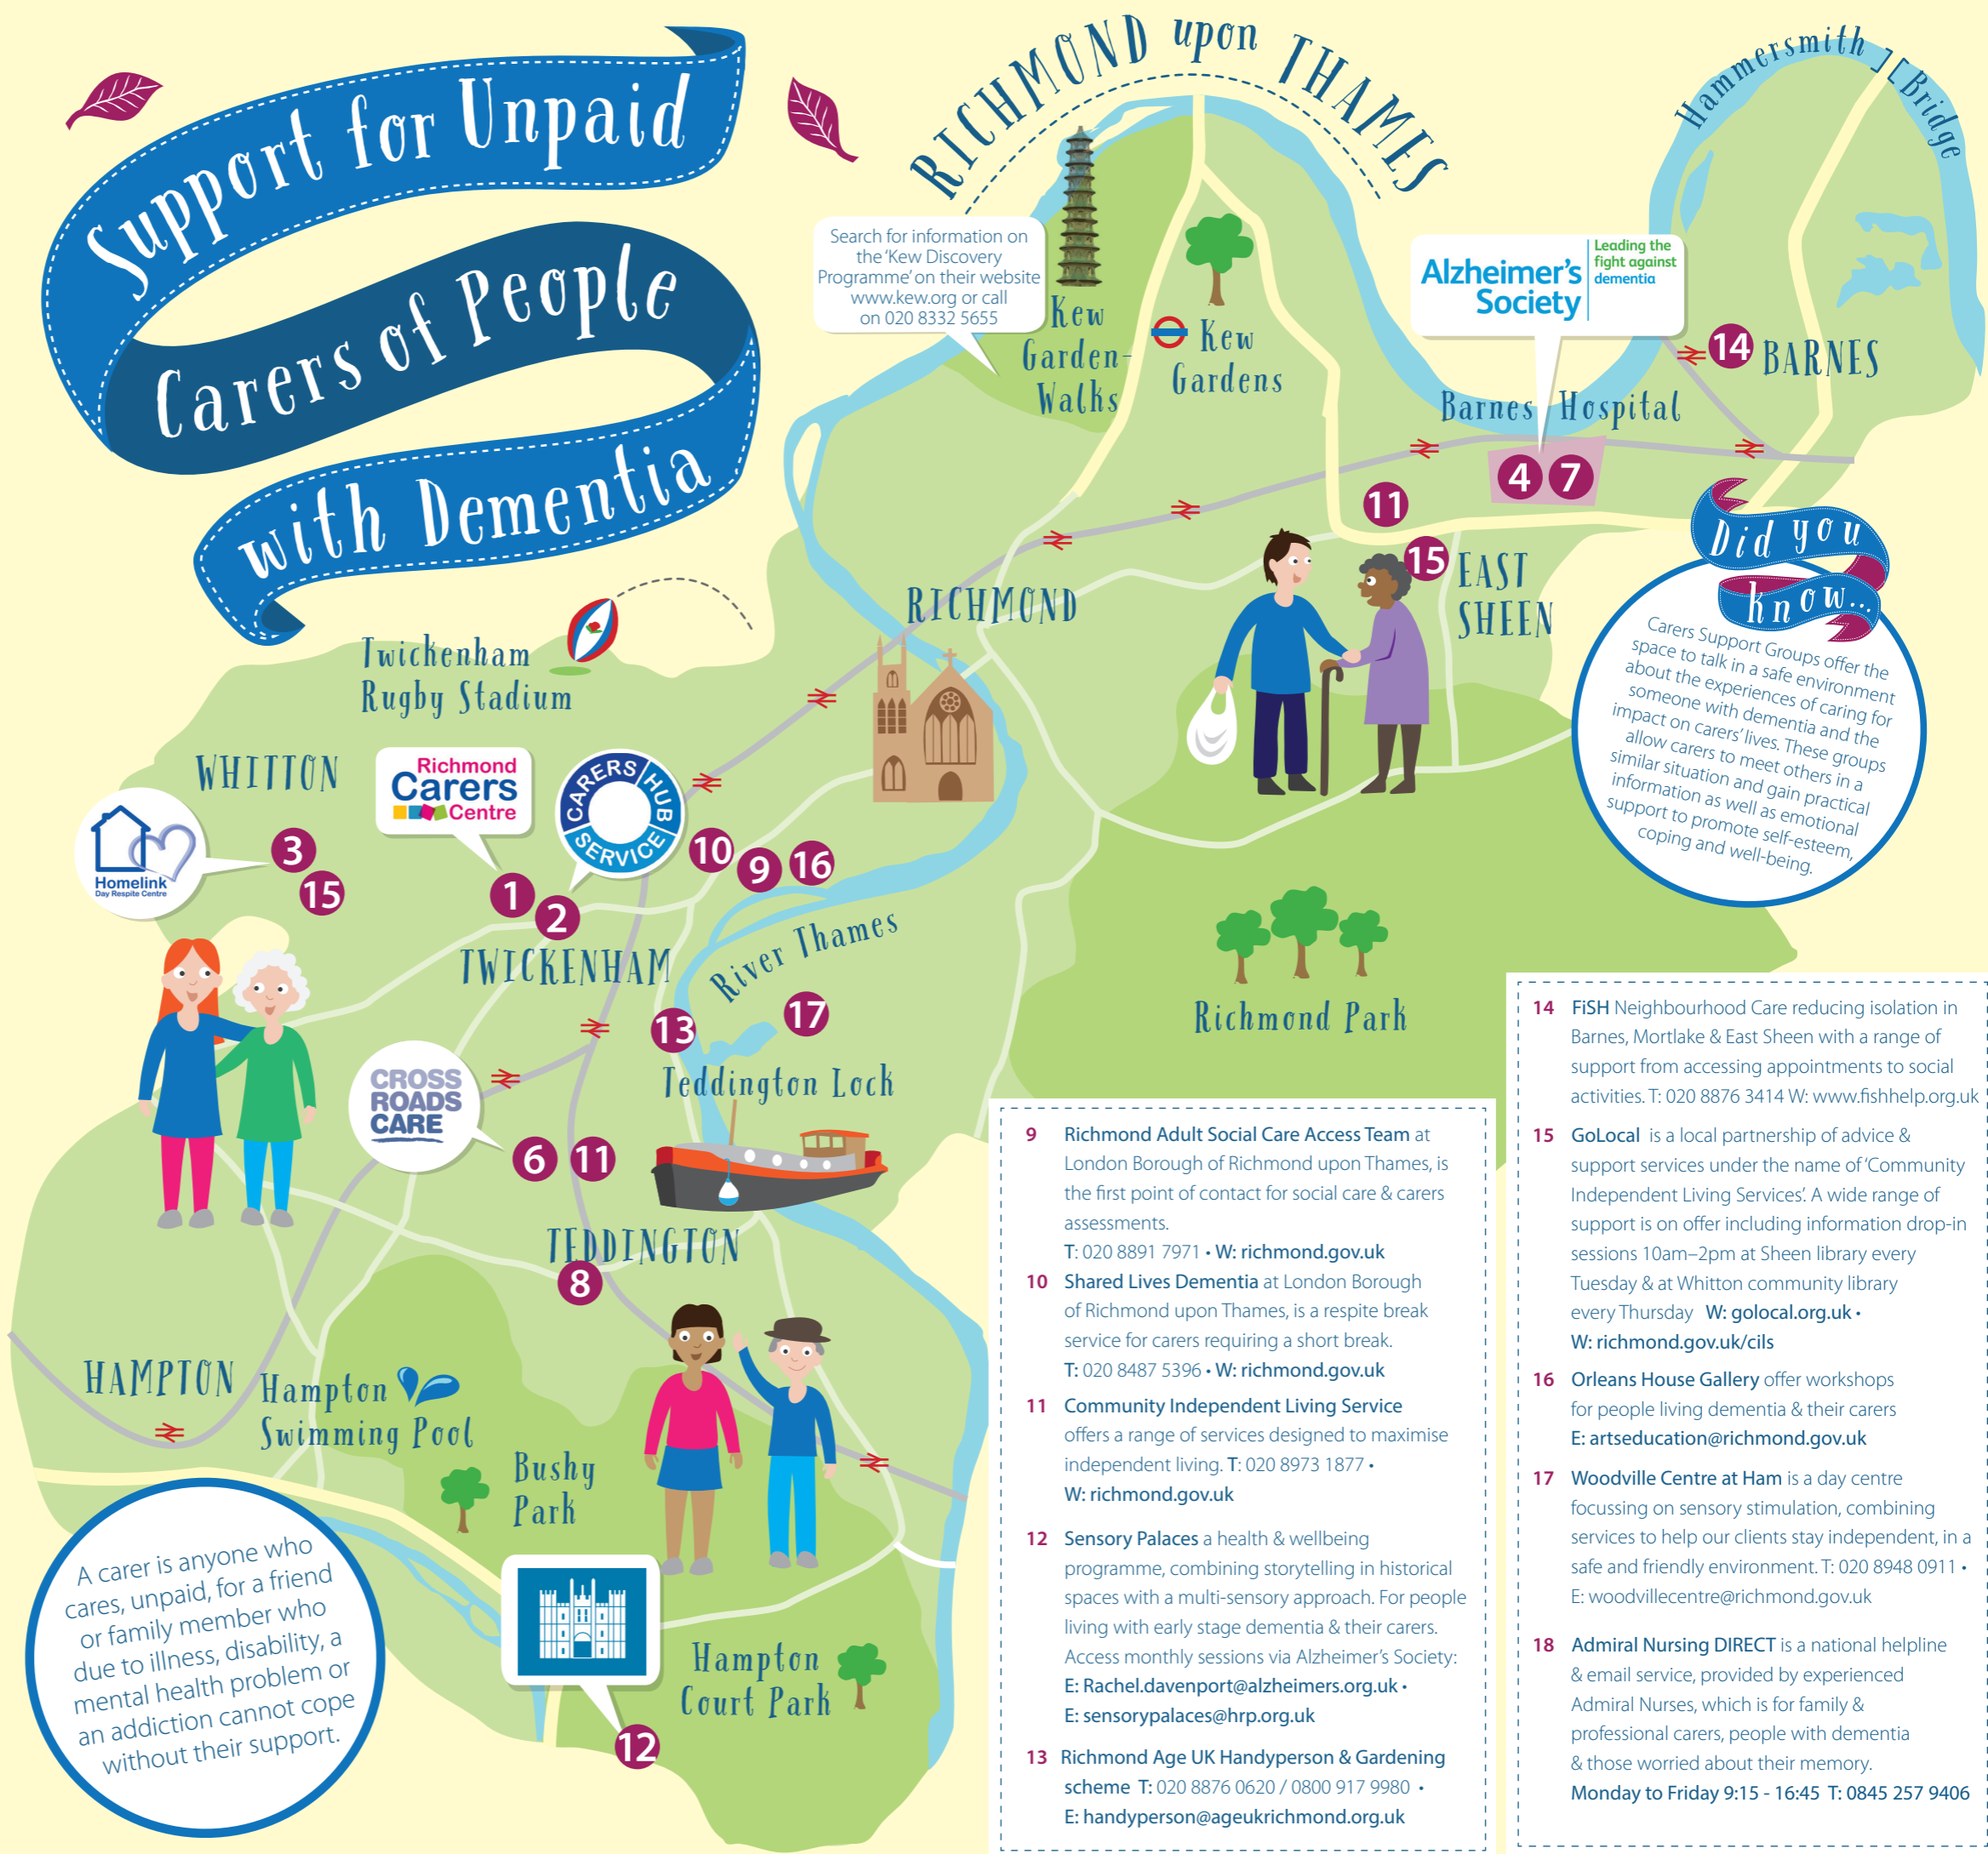 Support for Unpaid
Carers of People
with Dementia
RICHMOND upon THAMES
Hammersmith Bridge
Search for information on
the 'Kew Discovery
Programme' on their website
www.kew.org or call
on 020 8332 5655
Kew
Garden-
Walks
Kew
Gardens
Alzheimer's
Society
Leading the
fight against
dementia
14
BARNES
Barnes Hospital
4
7
11
15
EAST
SHEEN
RICHMOND
Did you
know...
Carers Support Groups offer the
space to talk in a safe environment
about the experiences of caring for
someone with dementia and the
impact on carers' lives. These groups
allow carers to meet others in a
similar situation and gain practical
information as well as emotional
support to promote self-esteem,
coping and well-being.
Twickenham
Rugby Stadium
WHITTON
Richmond
Carers
Centre
CARERS HUB
SERVICE
Homelink
Day Respite Centre
3
15
1
2
10
9
16
TWICKENHAM
River Thames
13
17
Teddington Lock
Richmond Park
CROSS
ROADS
CARE
6
11
TEDDINGTON
8
HAMPTON
Hampton
Swimming Pool
Bushy
Park
Hampton
Court Park
12
A carer is anyone who
cares, unpaid, for a friend
or family member who
due to illness, disability, a
mental health problem or
an addiction cannot cope
without their support.
9 Richmond Adult Social Care Access Team at
London Borough of Richmond upon Thames, is
the first point of contact for social care & carers
assessments.
T: 020 8891 7971 • W: richmond.gov.uk
10 Shared Lives Dementia at London Borough
of Richmond upon Thames, is a respite break
service for carers requiring a short break.
T: 020 8487 5396 • W: richmond.gov.uk
11 Community Independent Living Service
offers a range of services designed to maximise
independent living. T: 020 8973 1877 •
W: richmond.gov.uk
12 Sensory Palaces a health & wellbeing
programme, combining storytelling in historical
spaces with a multi-sensory approach. For people
living with early stage dementia & their carers.
Access monthly sessions via Alzheimer's Society:
E: Rachel.davenport@alzheimers.org.uk •
E: sensorypalaces@hrp.org.uk
13 Richmond Age UK Handyperson & Gardening
scheme T: 020 8876 0620 / 0800 917 9980 •
E: handyperson@ageukrichmond.org.uk
14 FiSH Neighbourhood Care reducing isolation in
Barnes, Mortlake & East Sheen with a range of
support from accessing appointments to social
activities. T: 020 8876 3414 W: www.fishhelp.org.uk
15 GoLocal is a local partnership of advice &
support services under the name of 'Community
Independent Living Services'. A wide range of
support is on offer including information drop-in
sessions 10am–2pm at Sheen library every
Tuesday & at Whitton community library
every Thursday W: golocal.org.uk •
W: richmond.gov.uk/cils
16 Orleans House Gallery offer workshops
for people living dementia & their carers
E: artseducation@richmond.gov.uk
17 Woodville Centre at Ham is a day centre
focussing on sensory stimulation, combining
services to help our clients stay independent, in a
safe and friendly environment. T: 020 8948 0911 •
E: woodvillecentre@richmond.gov.uk
18 Admiral Nursing DIRECT is a national helpline
& email service, provided by experienced
Admiral Nurses, which is for family &
professional carers, people with dementia
& those worried about their memory.
Monday to Friday 9:15 - 16:45 T: 0845 257 9406